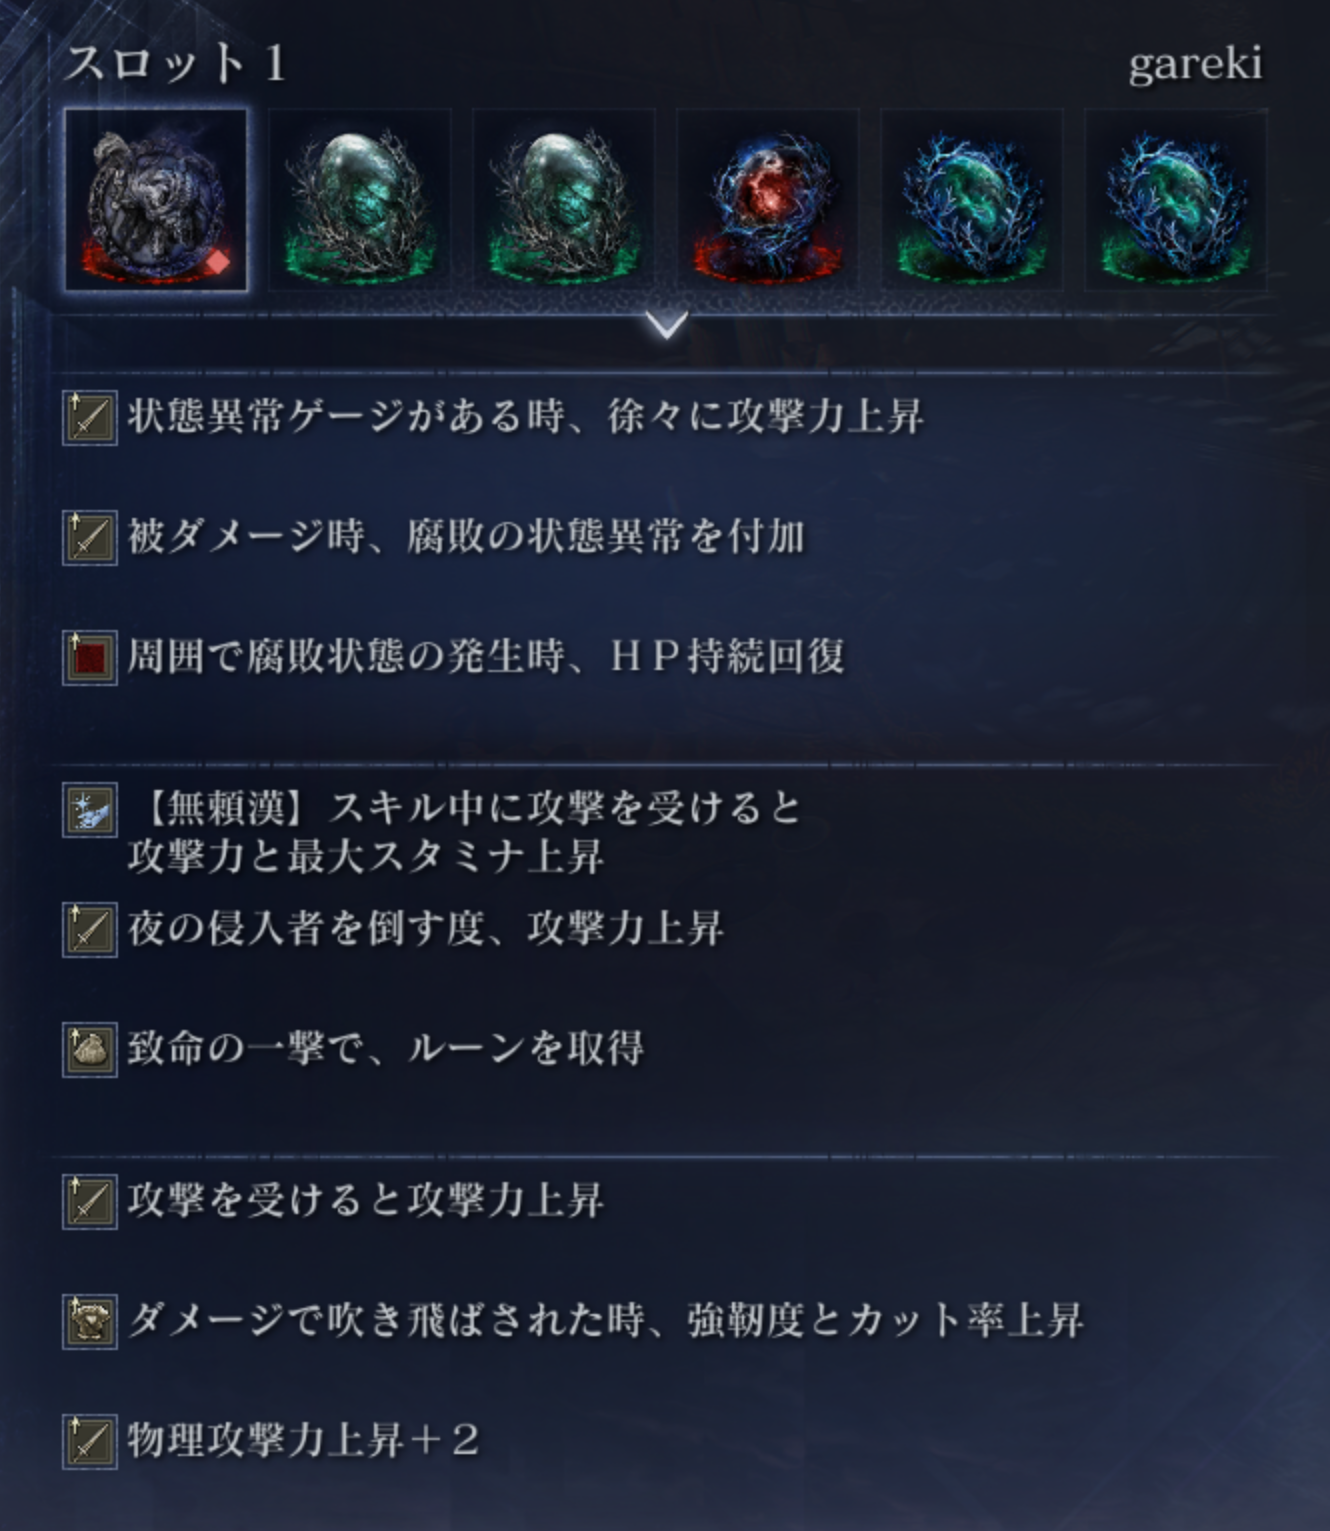 スロット 1
gareki
状態異常ゲージがある時、徐々に攻撃力上昇
被ダメージ時、腐敗の状態異常を付加
周囲で腐敗状態の発生時、ＨＰ持続回復
【無頼漢】スキル中に攻撃を受けると
攻撃力と最大スタミナ上昇
夜の侵入者を倒す度、攻撃力上昇
致命の一撃で、ルーンを取得
攻撃を受けると攻撃力上昇
ダメージで吹き飛ばされた時、強靭度とカット率上昇
物理攻撃力上昇＋２